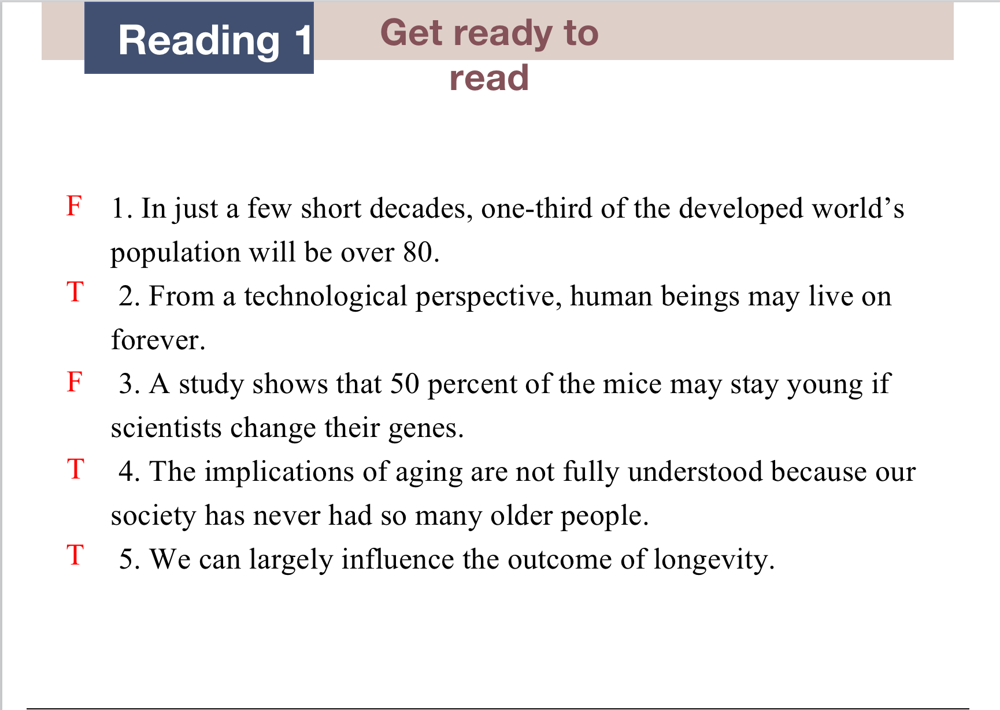 Reading 1
Get ready to
read
F 1. In just a few short decades, one-third of the developed world’s
population will be over 80.
T 2. From a technological perspective, human beings may live on
forever.
F 3. A study shows that 50 percent of the mice may stay young if
scientists change their genes.
T 4. The implications of aging are not fully understood because our
society has never had so many older people.
T 5. We can largely influence the outcome of longevity.